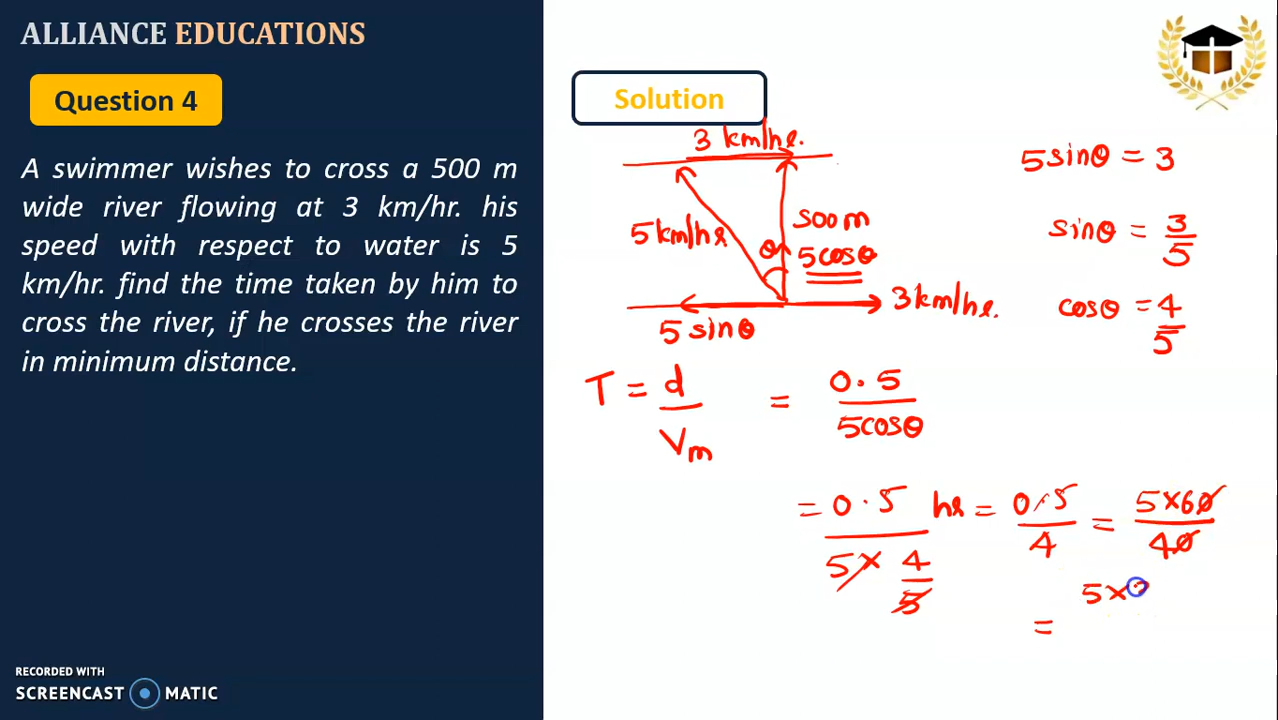 ALLIANCE EDUCATIONS
Question 4
A swimmer wishes to cross a 500 m
wide river flowing at 3 km/hr. his
speed with respect to water is 5
km/hr. find the time taken by him to
cross the river, if he crosses the river
in minimum distance.
RECORDED WITH
SCREENCAST MATIC
Solution
3 km/hr.
5 km/hr
500 m
θ
5cosθ
3 km/hr.
5 sinθ
5sinθ = 3
sinθ = 3/5
cosθ = 4/5
T = d/Vm = 0.5/5cosθ
= 0.5/5×4/5 hr = 0.5/4 = 5×60/40
= 5×